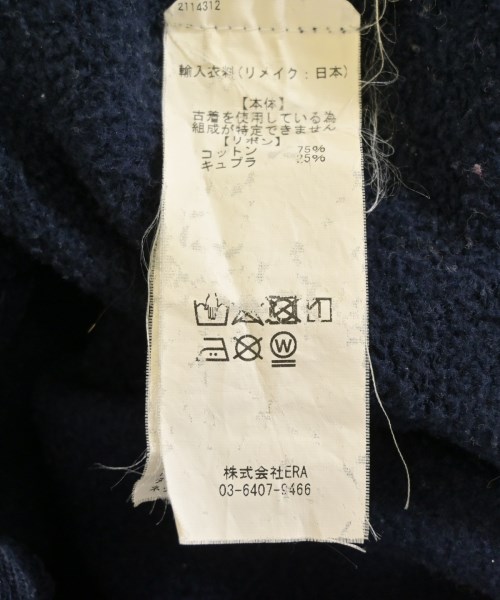 2114312
輸入衣料(リメイク:日本)
【本体】
古着を使用している為
組成が特定できません
【リボン】
コットン 75%
キュプラ 25%
W
株式会社ERA
03-6407-9466